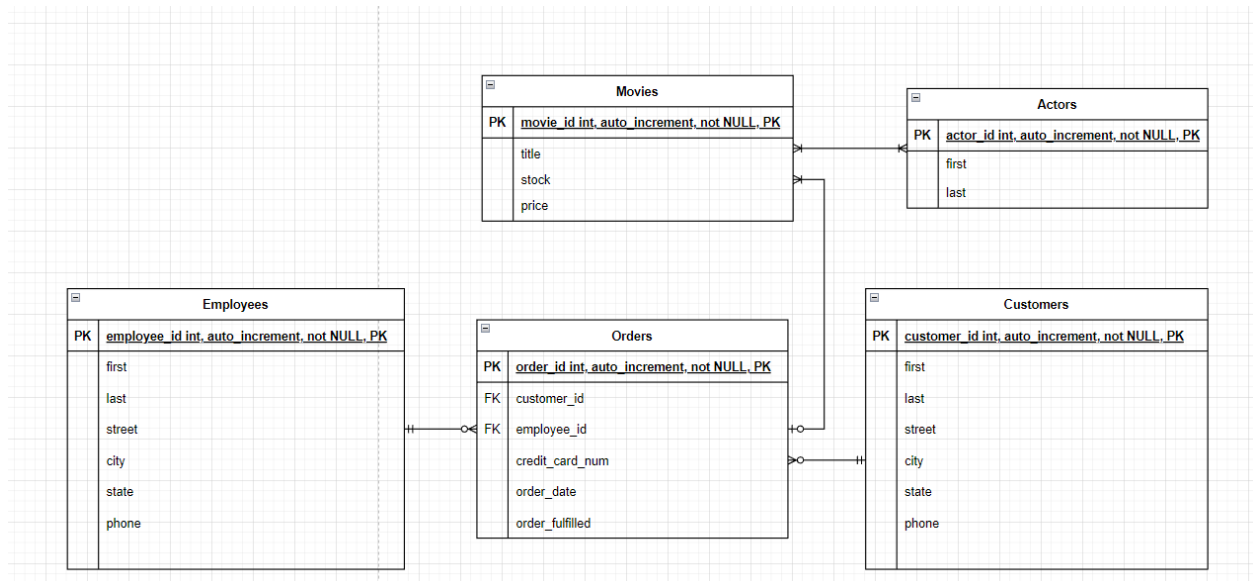 Movies
PK movie_id int, auto_increment, not NULL, PK
title
stock
price
Actors
PK actor_id int, auto_increment, not NULL, PK
first
last
Employees
PK employee_id int, auto_increment, not NULL, PK
first
last
street
city
state
phone
Orders
PK order_id int, auto_increment, not NULL, PK
FK customer_id
FK employee_id
credit_card_num
order_date
order_fulfilled
Customers
PK customer_id int, auto_increment, not NULL, PK
first
last
street
city
state
phone